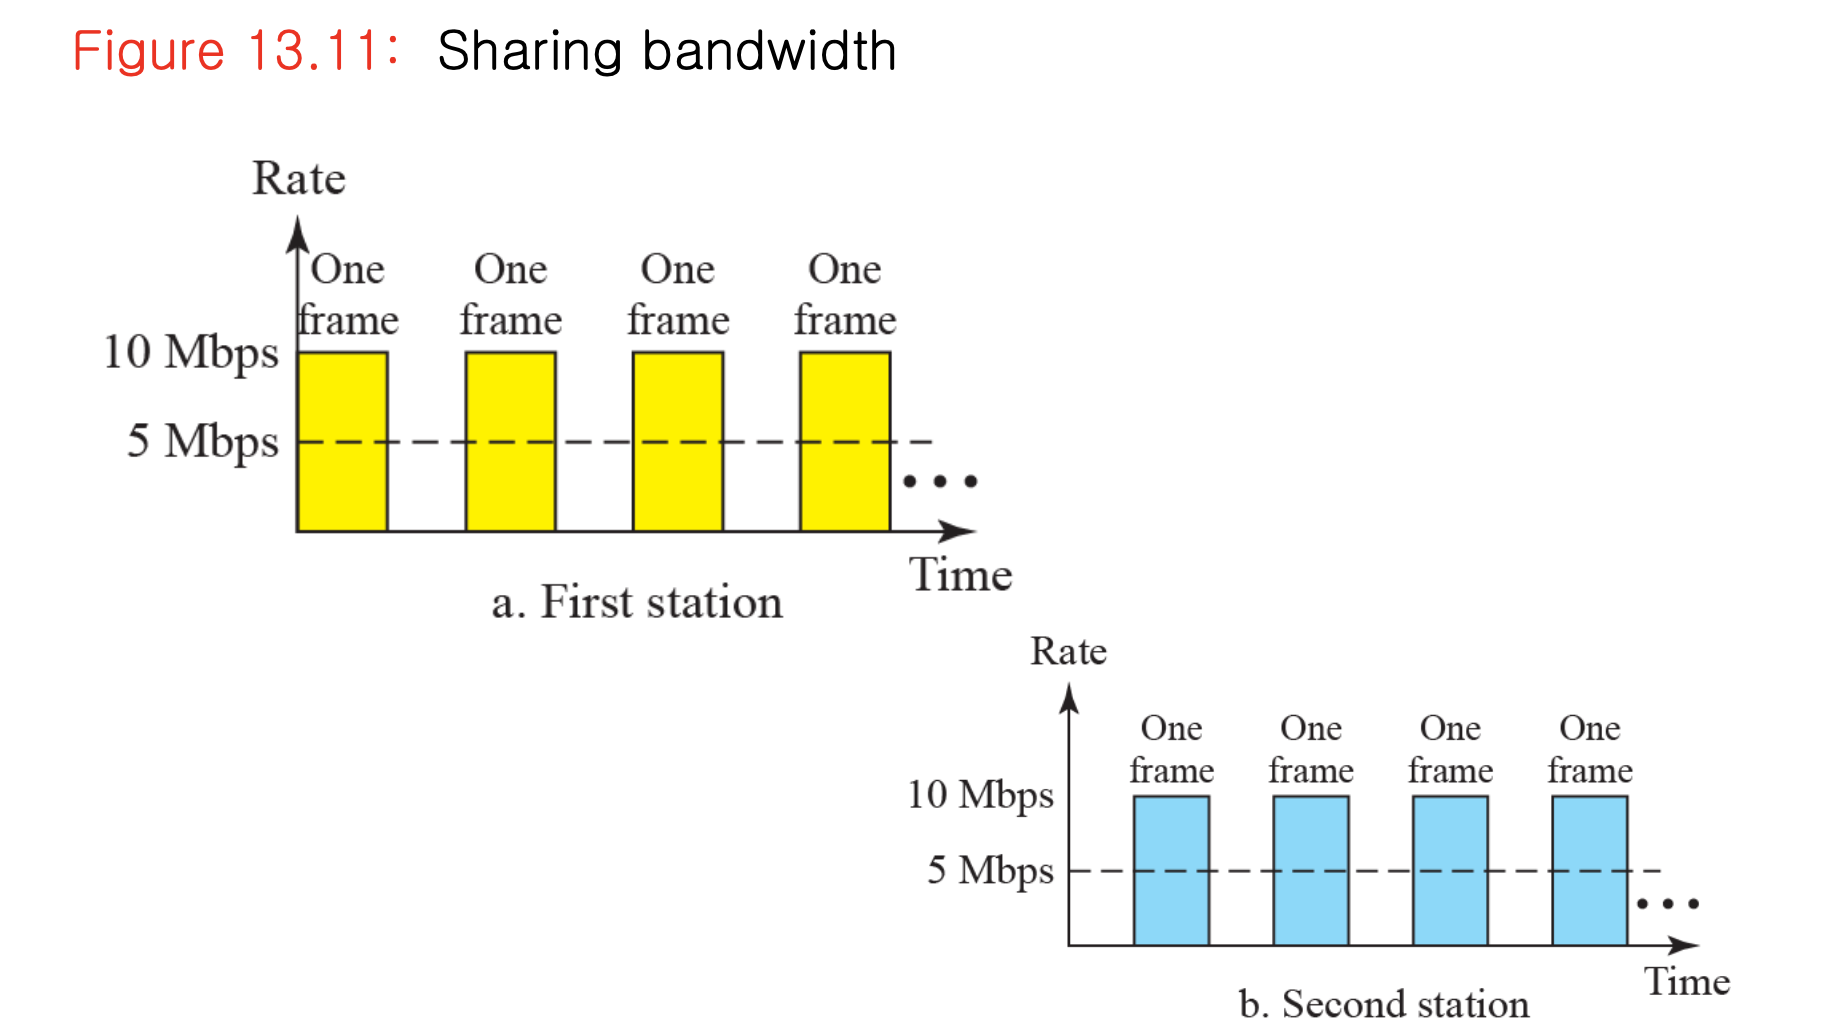 Figure 13.11: Sharing bandwidth
Rate
One One One One
frame frame frame frame
10 Mbps
5 Mbps
Time
a. First station
Rate
One One One One
frame frame frame frame
10 Mbps
5 Mbps
Time
b. Second station